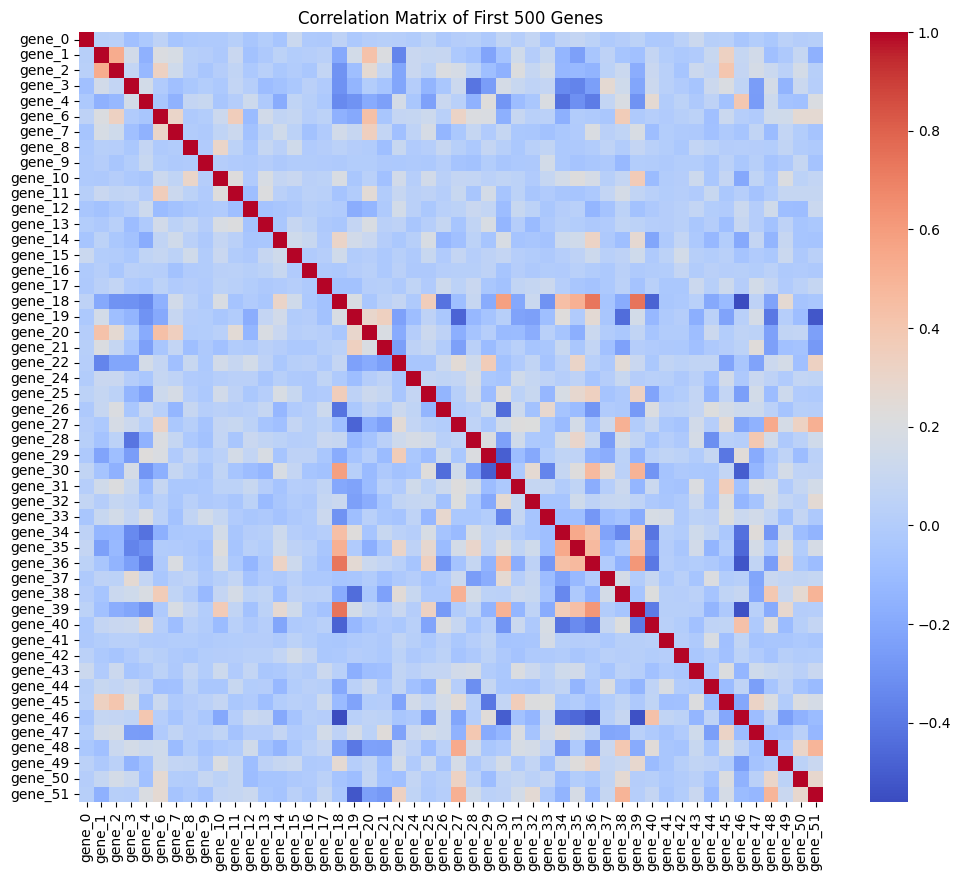 Correlation Matrix of First 500 Genes
gene_0
gene_1
gene_2
gene_3
gene_4
gene_6
gene_7
gene_8
gene_9
gene_10
gene_11
gene_12
gene_13
gene_14
gene_15
gene_16
gene_17
gene_18
gene_19
gene_20
gene_21
gene_22
gene_24
gene_25
gene_26
gene_27
gene_28
gene_29
gene_30
gene_31
gene_32
gene_33
gene_34
gene_35
gene_36
gene_37
gene_38
gene_39
gene_40
gene_41
gene_42
gene_43
gene_44
gene_45
gene_46
gene_47
gene_48
gene_49
gene_50
gene_51
gene_0
gene_1
gene_2
gene_3
gene_4
gene_6
gene_7
gene_8
gene_9
gene_10
gene_11
gene_12
gene_13
gene_14
gene_15
gene_16
gene_17
gene_18
gene_19
gene_20
gene_21
gene_22
gene_24
gene_25
gene_26
gene_27
gene_28
gene_29
gene_30
gene_31
gene_32
gene_33
gene_34
gene_35
gene_36
gene_37
gene_38
gene_39
gene_40
gene_41
gene_42
gene_43
gene_44
gene_45
gene_46
gene_47
gene_48
gene_49
gene_50
gene_51
1.0
0.8
0.6
0.4
0.2
0.0
−0.2
−0.4